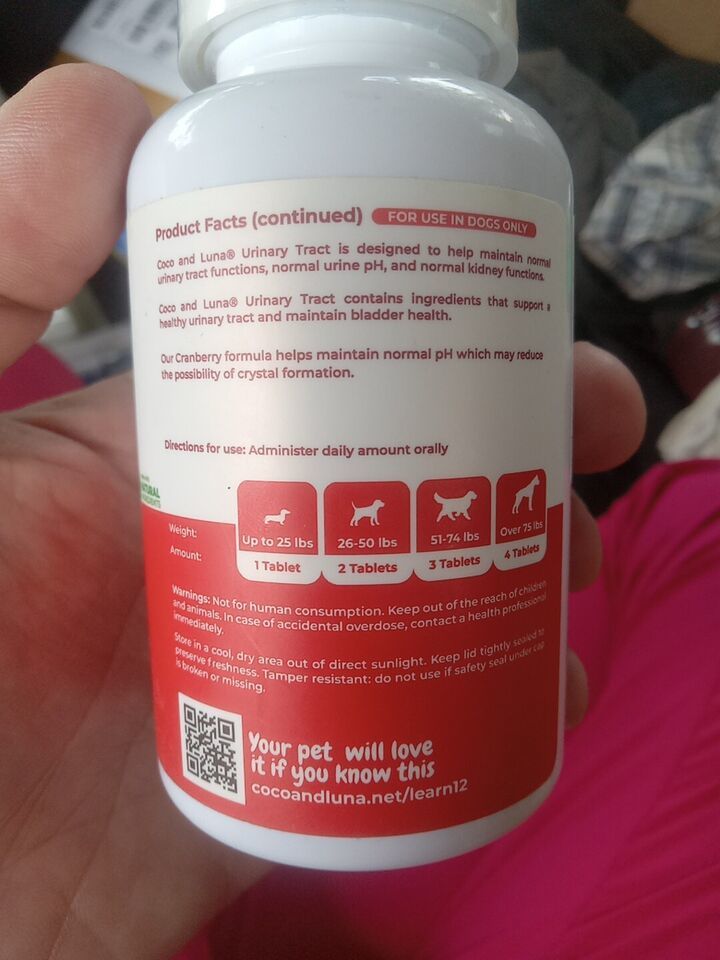 Product Facts (continued) FOR USE IN DOGS ONLY
Coco and Luna® Urinary Tract is designed to help maintain normal
urinary tract functions, normal urine pH, and normal kidney functions.
Coco and Luna® Urinary Tract contains ingredients that support a
healthy urinary tract and maintain bladder health.
Our Cranberry formula helps maintain normal pH which may reduce
the possibility of crystal formation.
Directions for use: Administer daily amount orally
Weight: Up to 25 lbs 26-50 lbs 51-74 lbs Over 75 lbs
Amount: 1 Tablet 2 Tablets 3 Tablets 4 Tablets
Warnings: Not for human consumption. Keep out of the reach of children
and animals. In case of accidental overdose, contact a health professional
immediately.
Store in a cool, dry area out of direct sunlight. Keep lid tightly sealed to
preserve freshness. Tamper resistant: do not use if safety seal under cap
is broken or missing.
Your pet will love
it if you know this
cocoandluna.net/learn12